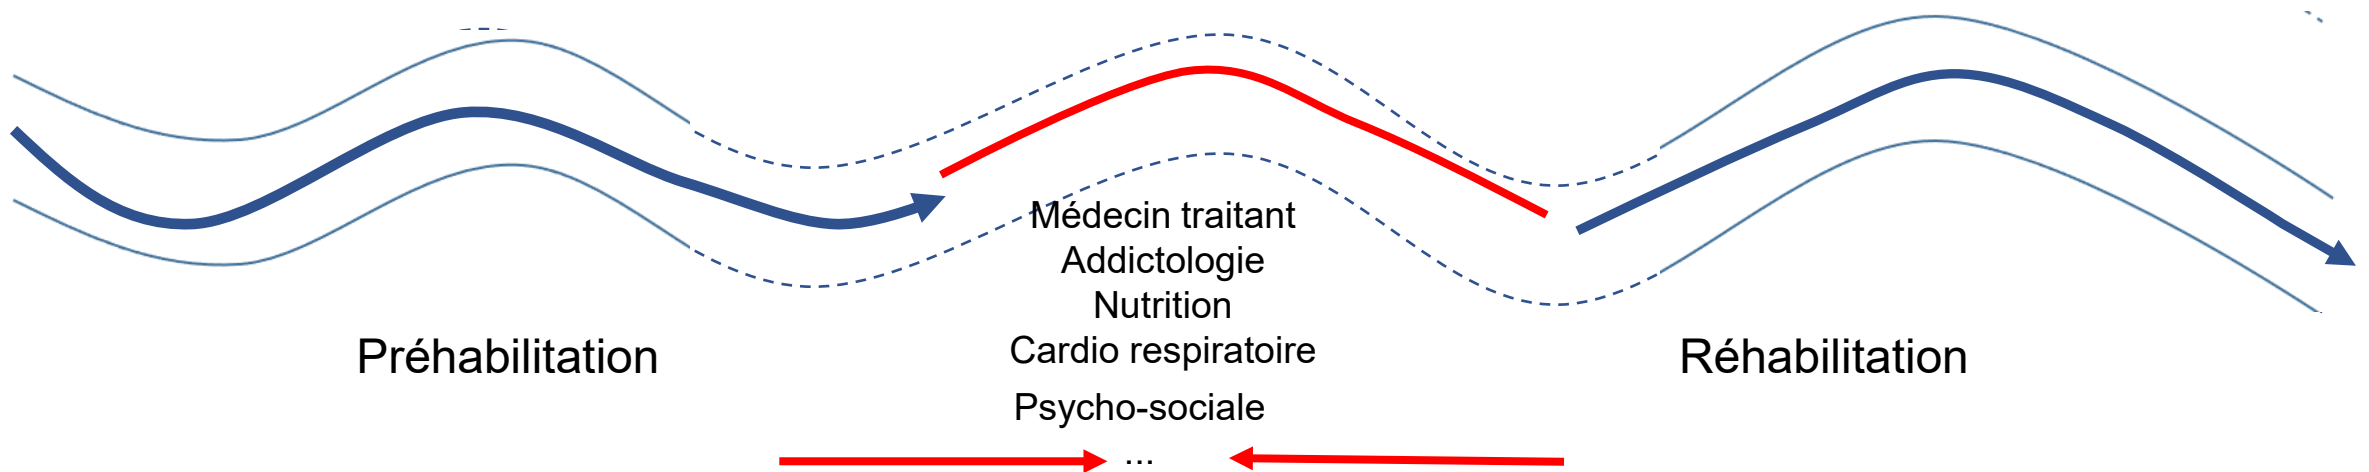 Médecin traitant
Addictologie
Nutrition
Cardio respiratoire
Psycho-sociale
...
Préhabilitation
Réhabilitation